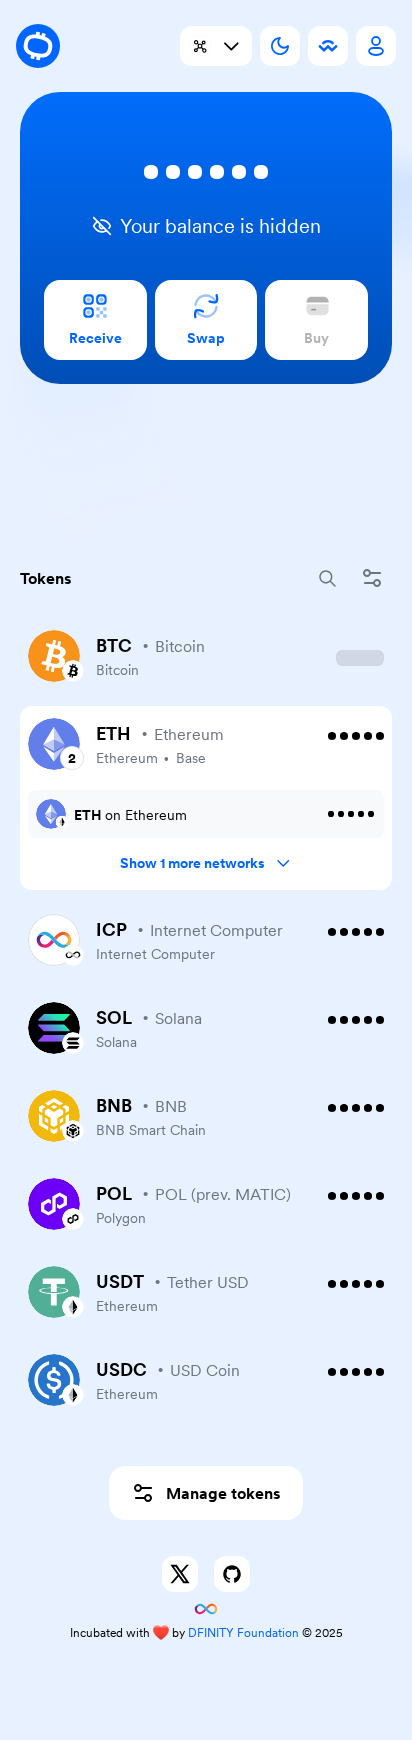 Your balance is hidden
Receive
Swap
Buy
Tokens
BTC • Bitcoin
Bitcoin
ETH • Ethereum
Ethereum • Base
2
ETH on Ethereum
Show 1 more networks
ICP • Internet Computer
Internet Computer
SOL • Solana
Solana
BNB • BNB
BNB Smart Chain
POL • POL (prev. MATIC)
Polygon
USDT • Tether USD
Ethereum
USDC • USD Coin
Ethereum
Manage tokens
Incubated with ❤️ by DFINITY Foundation © 2025